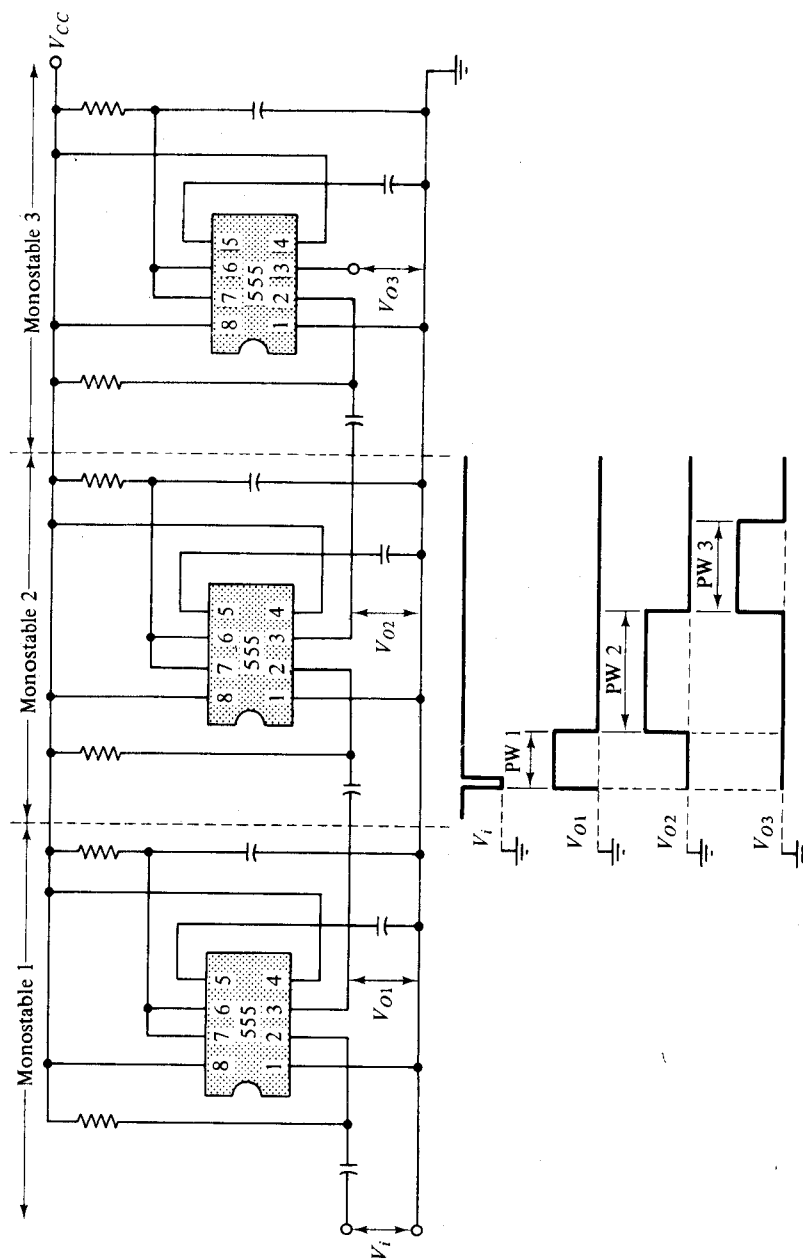 Monostable 1
Monostable 2
Monostable 3
V_CC
8 7 6 5
555
1 2 3 4
8 7 6 5
555
1 2 3 4
8 7 6 5
555
1 2 3 4
V_i
V_O1
V_O2
V_O3
V_i
V_O1
PW 1
V_O2
PW 2
V_O3
PW 3